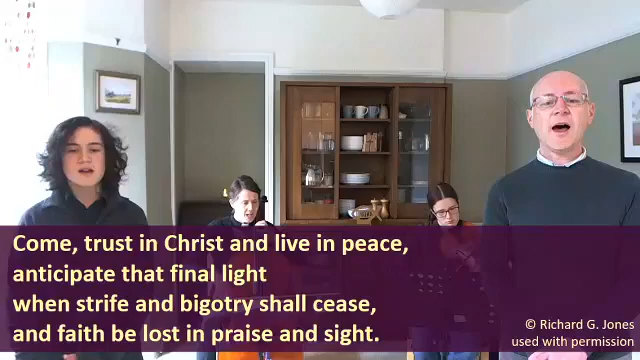 Come, trust in Christ and live in peace,
anticipate that final light
when strife and bigotry shall cease,
and faith be lost in praise and sight.
© Richard G. Jones
used with permission